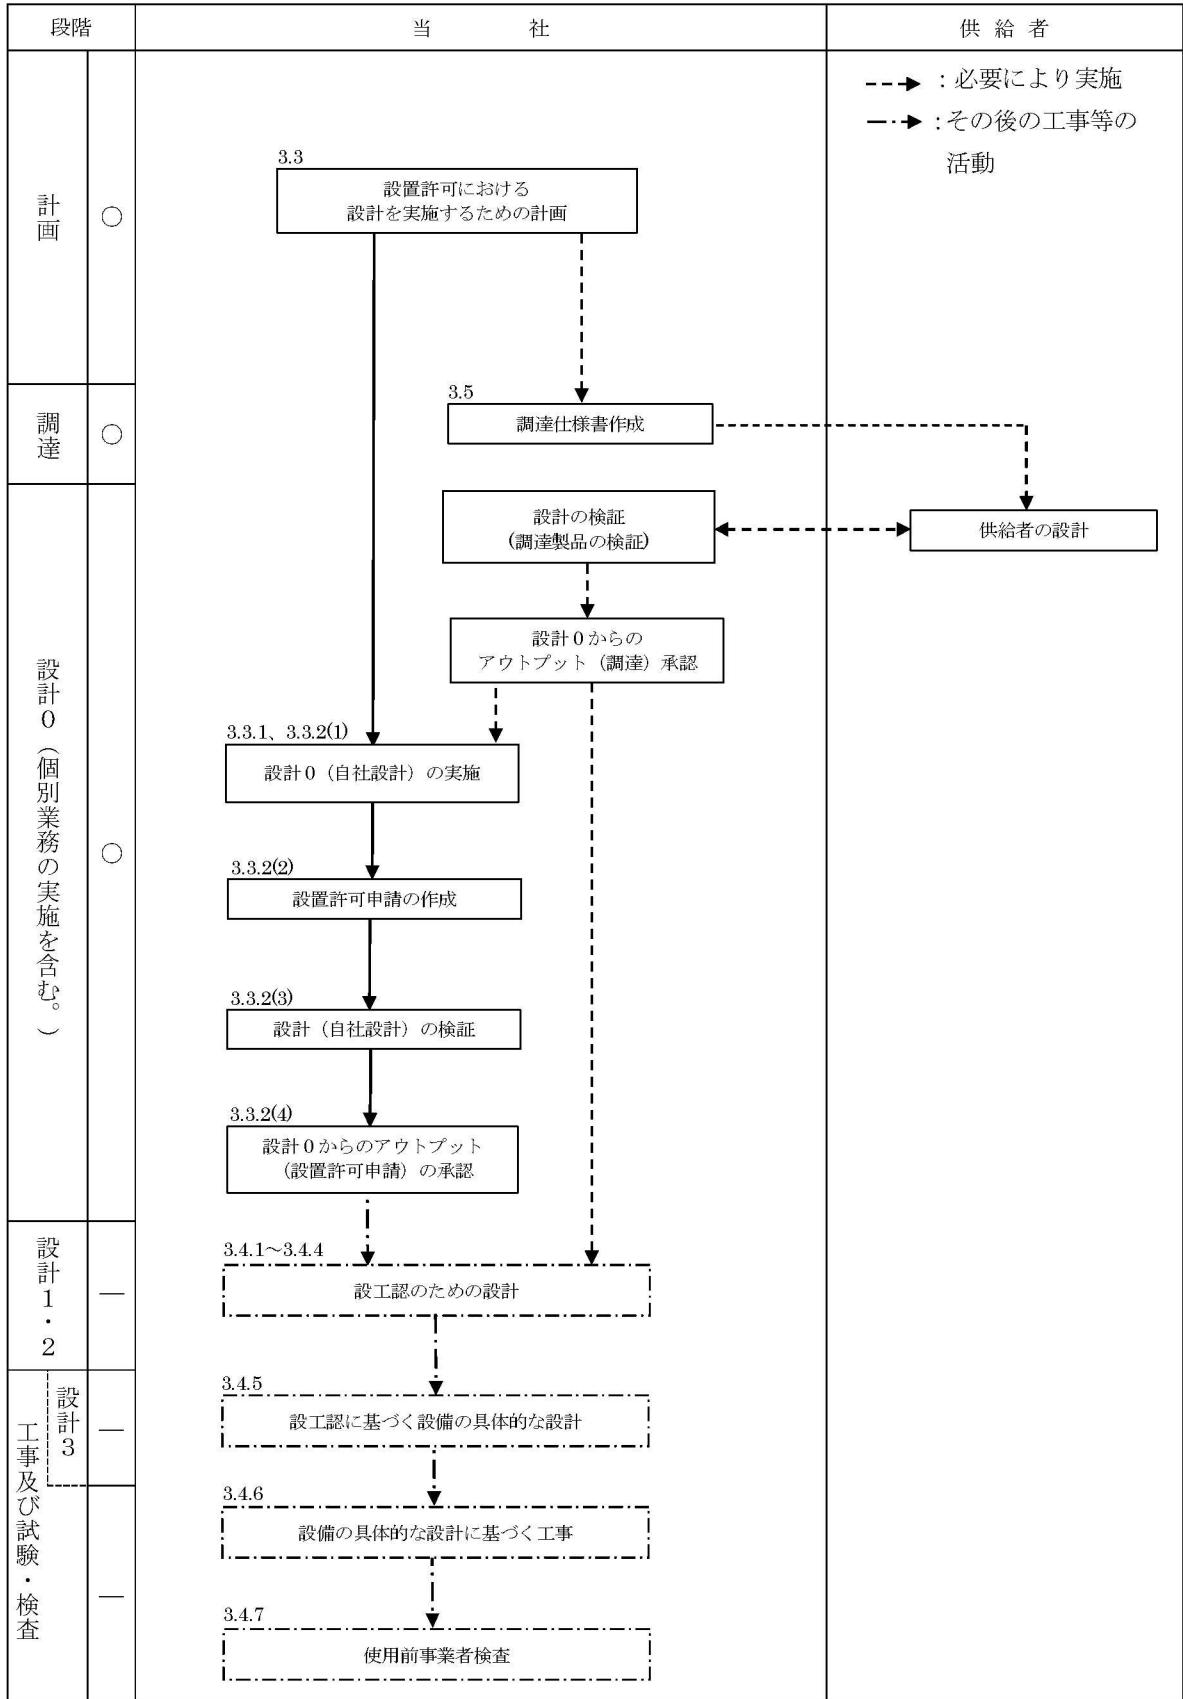 段階
当社
供給者
: 必要により実施
: その後の工事等の
活動
計画
○
3.3
設置許可における
設計を実施するための計画
調達
○
3.5
調達仕様書作成
設計の検証
(調達製品の検証)
供給者の設計
設計0からの
アウトプット（調達）承認
設計0（個別業務の実施を含む。）
○
3.3.1、3.3.2(1)
設計0（自社設計）の実施
3.3.2(2)
設置許可申請の作成
3.3.2(3)
設計（自社設計）の検証
3.3.2(4)
設計0からのアウトプット
（設置許可申請）の承認
設計1・2
—
3.4.1～3.4.4
設工認のための設計
工事及び試験・検査
設計3
—
3.4.5
設工認に基づく設備の具体的な設計
—
3.4.6
設備の具体的な設計に基づく工事
3.4.7
使用前事業者検査